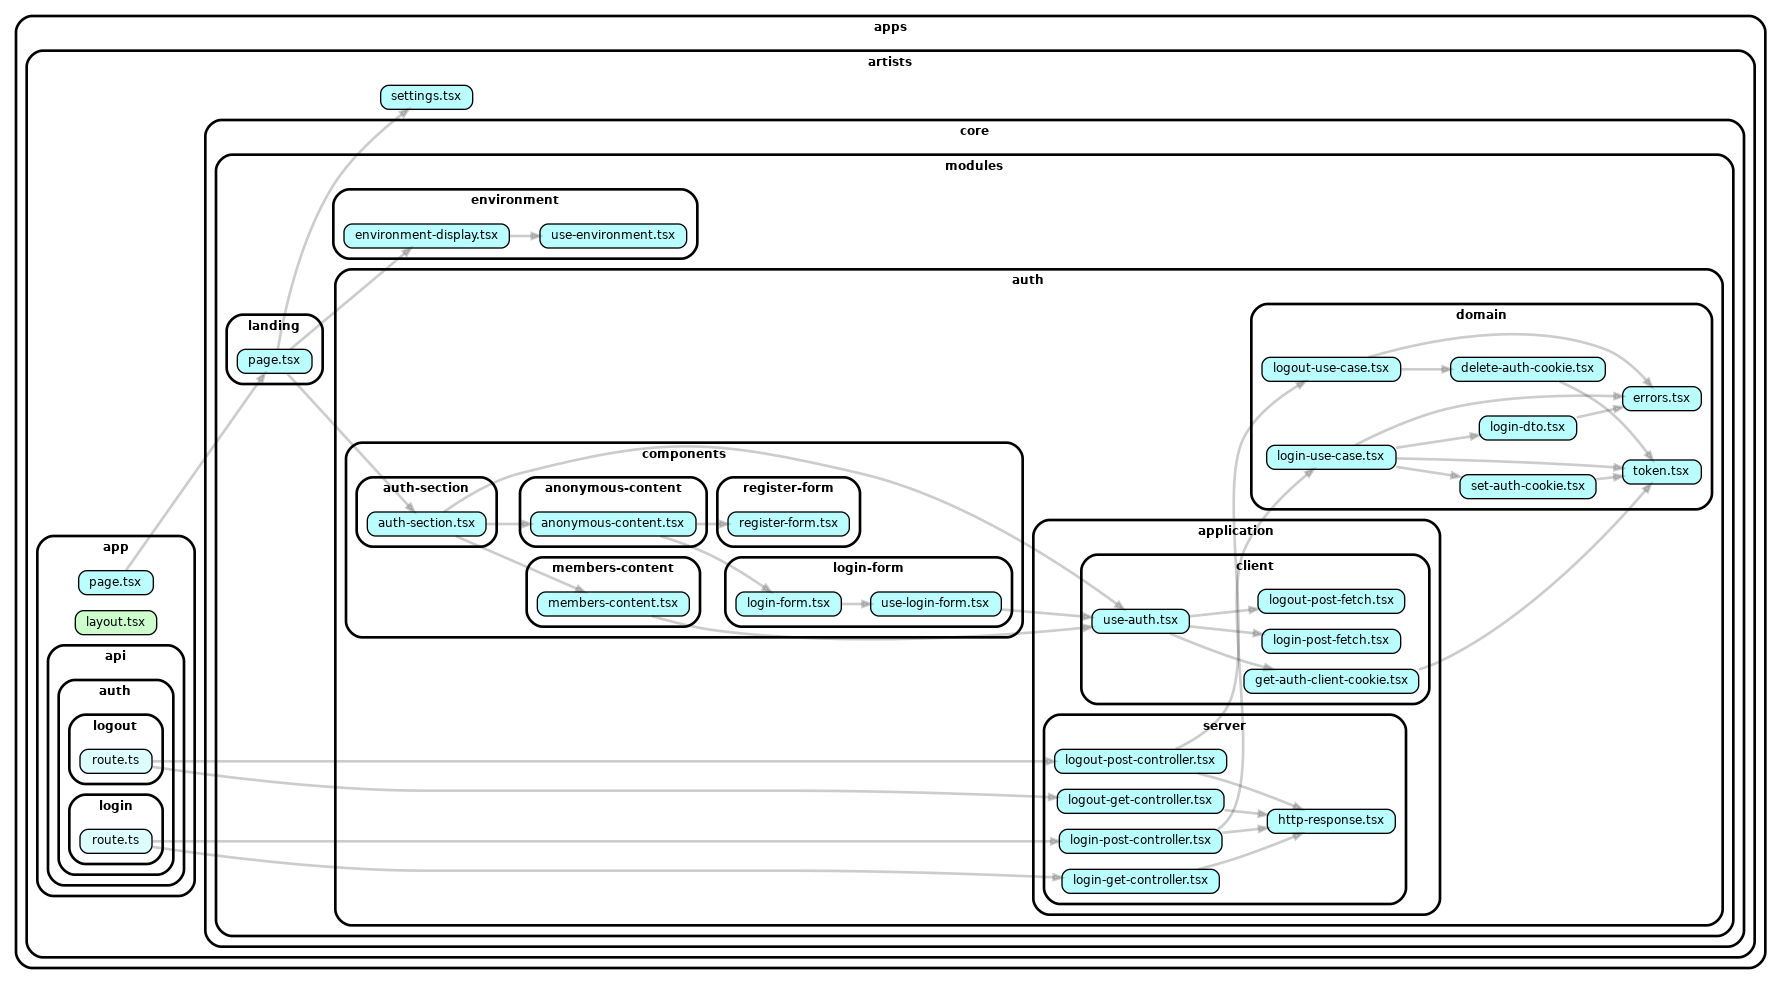 apps
artists
settings.tsx
core
modules
environment
environment-display.tsx
use-environment.tsx
auth
landing
page.tsx
domain
logout-use-case.tsx
delete-auth-cookie.tsx
errors.tsx
login-dto.tsx
login-use-case.tsx
token.tsx
set-auth-cookie.tsx
components
auth-section
auth-section.tsx
anonymous-content
anonymous-content.tsx
register-form
register-form.tsx
members-content
members-content.tsx
login-form
login-form.tsx
use-login-form.tsx
application
client
use-auth.tsx
logout-post-fetch.tsx
login-post-fetch.tsx
get-auth-client-cookie.tsx
server
logout-post-controller.tsx
logout-get-controller.tsx
login-post-controller.tsx
login-get-controller.tsx
http-response.tsx
app
page.tsx
layout.tsx
api
auth
logout
route.ts
login
route.ts